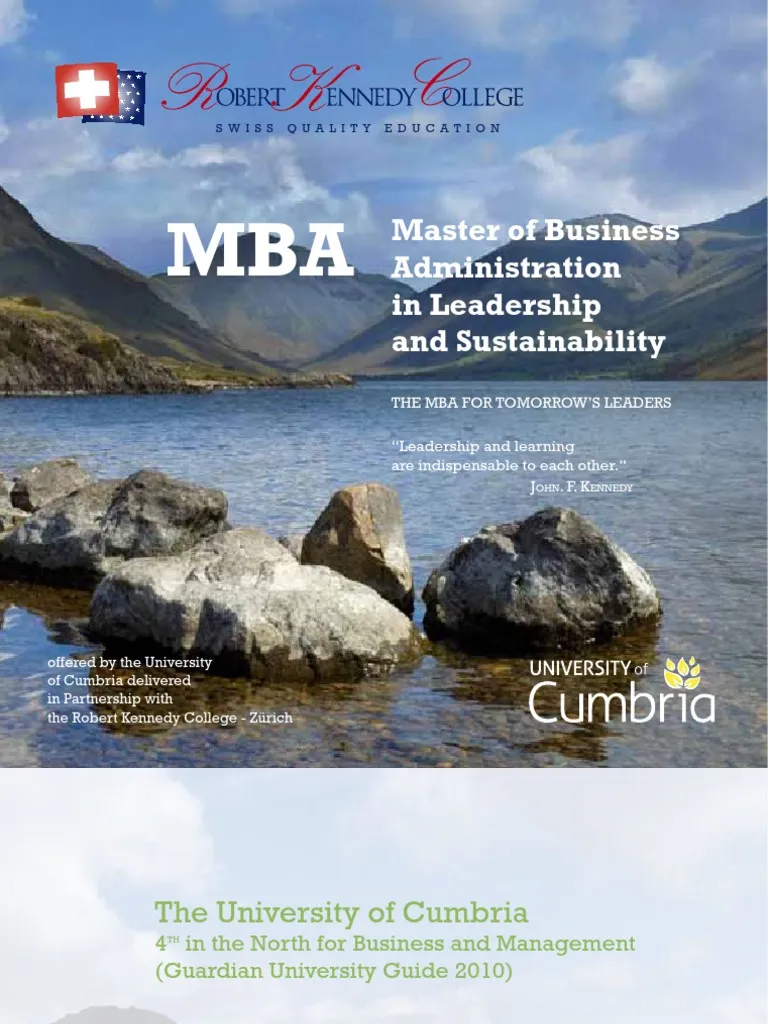 Robert Kennedy College
SWISS QUALITY EDUCATION
MBA
Master of Business
Administration
in Leadership
and Sustainability
THE MBA FOR TOMORROW'S LEADERS
"Leadership and learning
are indispensable to each other."
John. F. Kennedy
offered by the University
of Cumbria delivered
in Partnership with
the Robert Kennedy College - Zürich
UNIVERSITY of
Cumbria
The University of Cumbria
4TH in the North for Business and Management
(Guardian University Guide 2010)